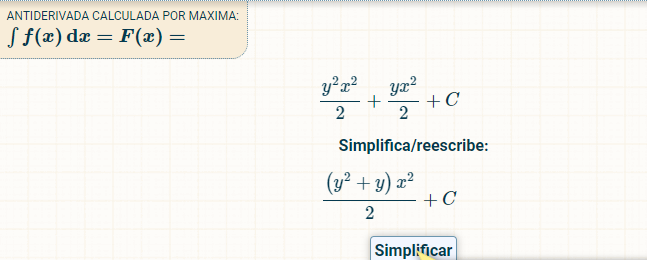 ANTIDERIVADA CALCULADA POR MAXIMA:
∫ f(x) dx = F(x) =
y²x²/2 + yx²/2 + C
Simplifica/reescribe:
(y² + y) x²/2 + C
Simplificar